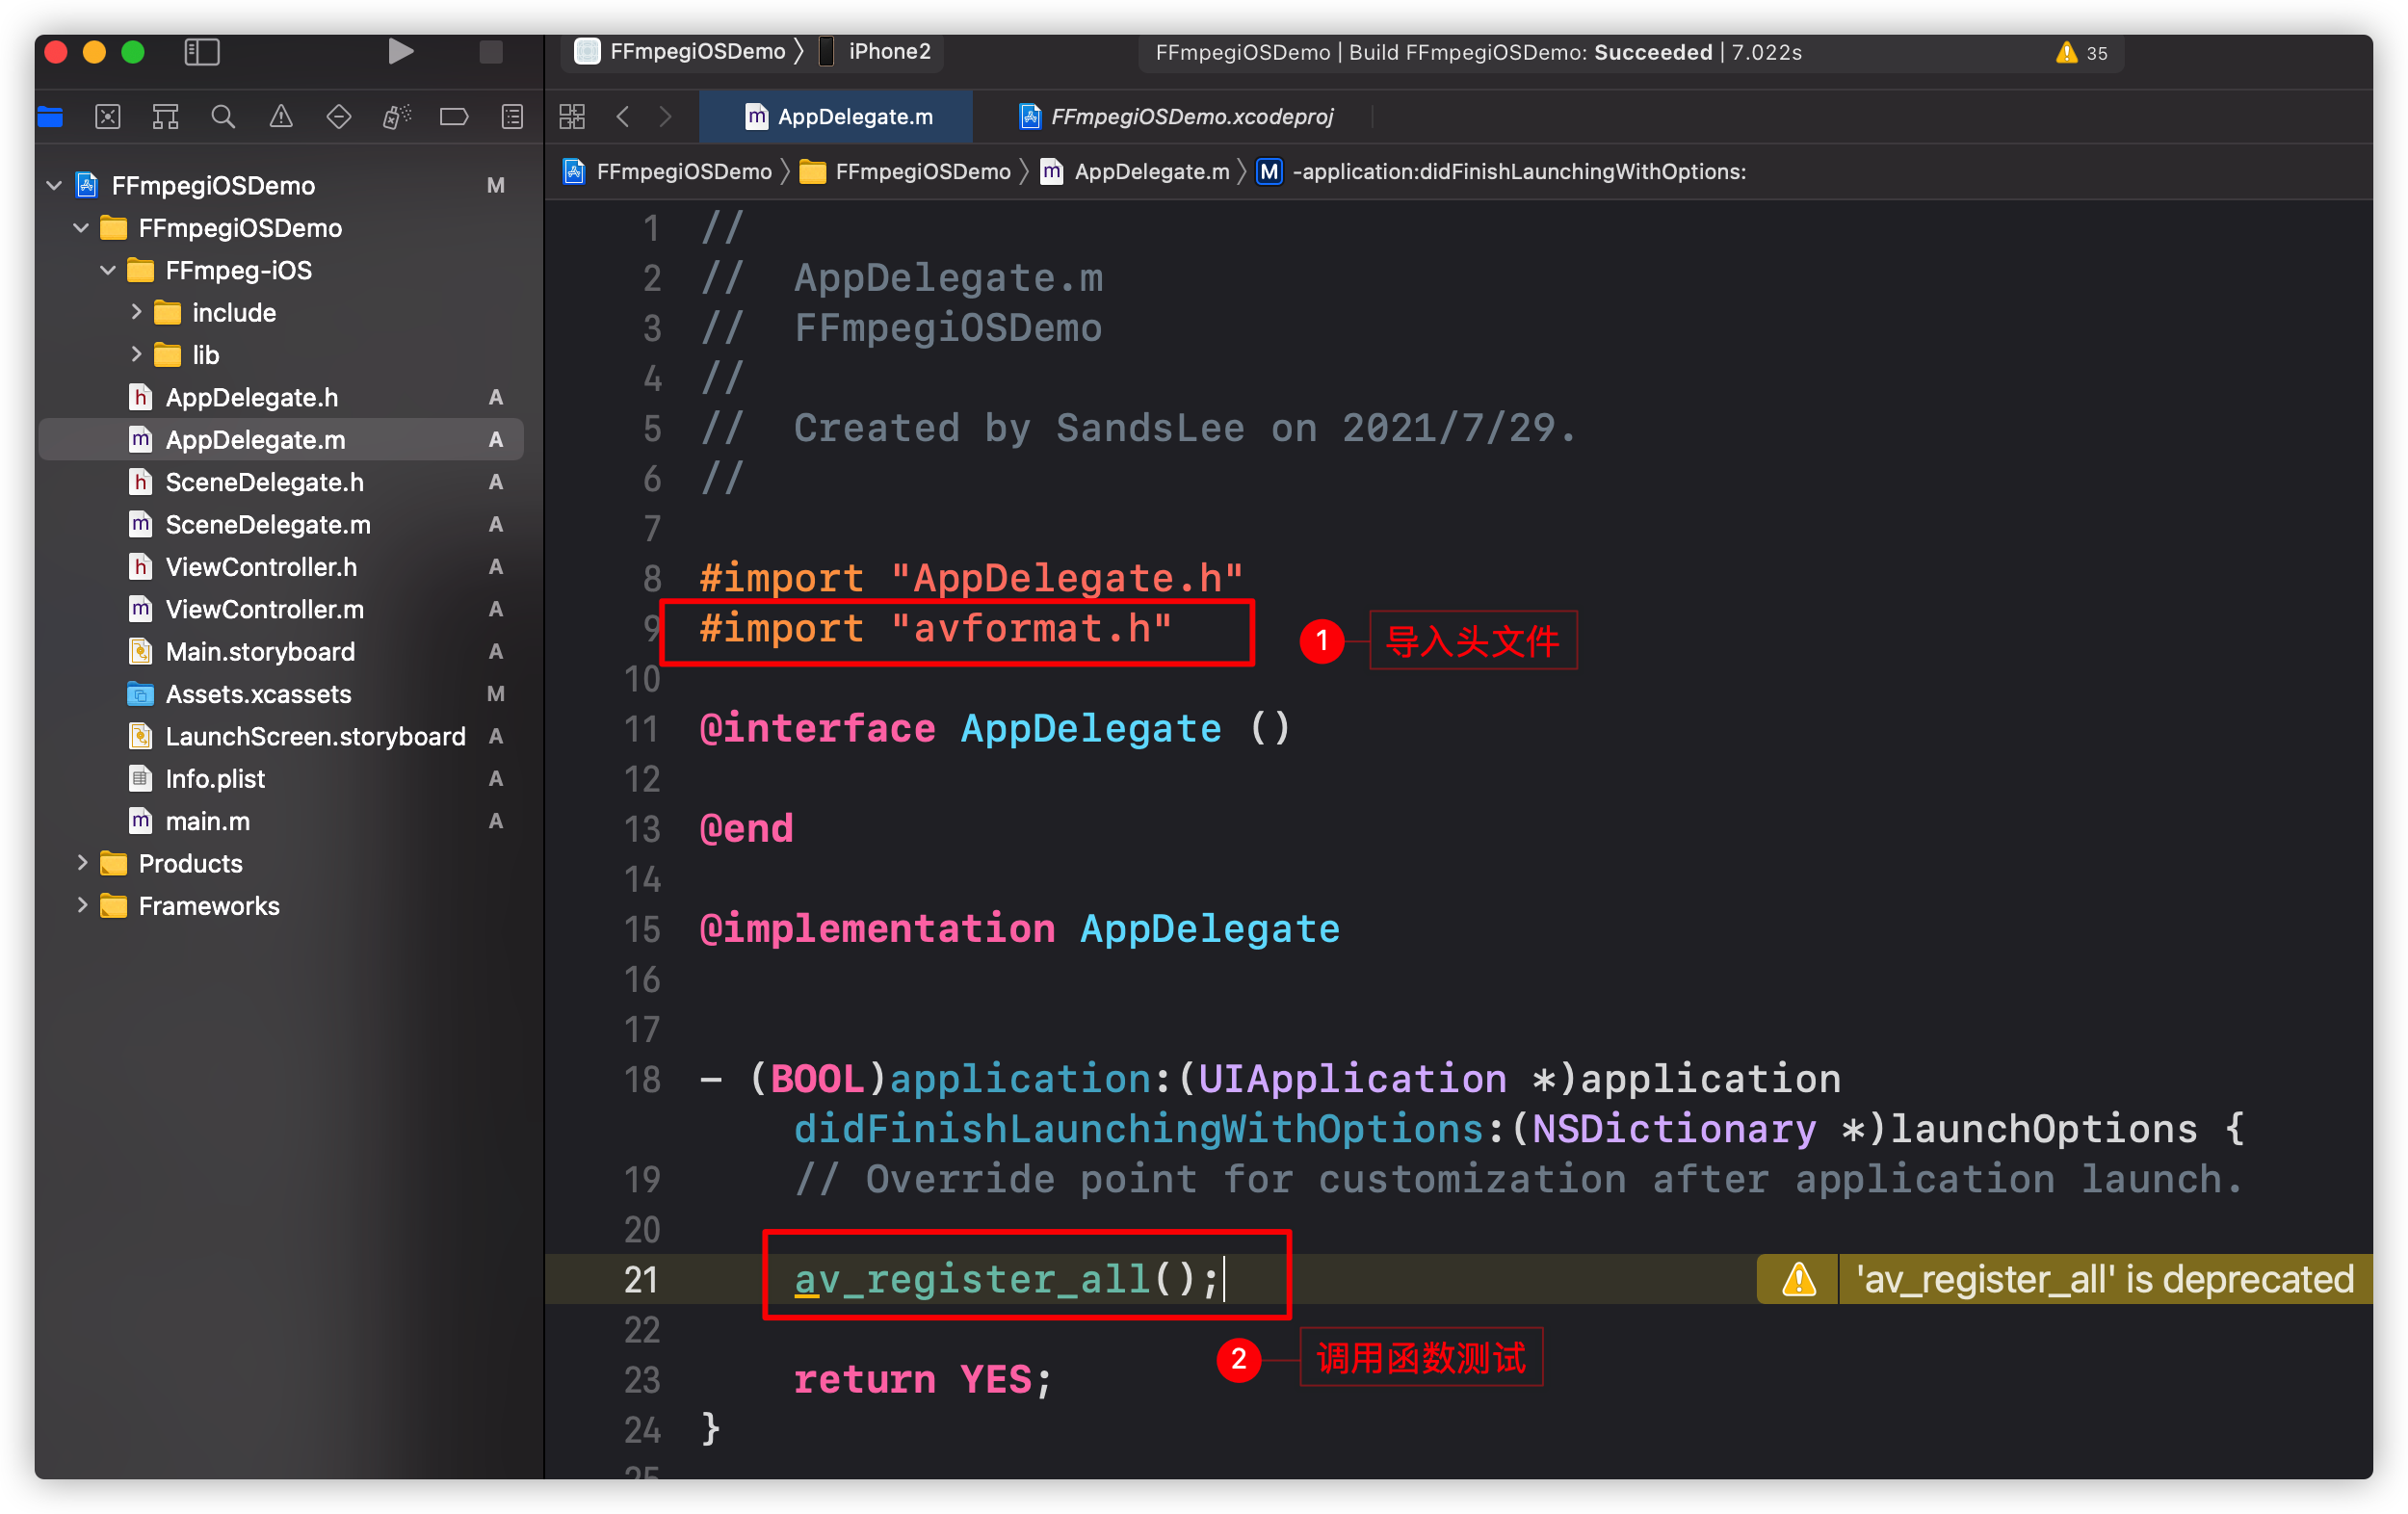 FFmpegiOSDemo 〉 iPhone2
FFmpegiOSDemo | Build FFmpegiOSDemo: Succeeded | 7.022s
35
AppDelegate.m
FFmpegiOSDemo.xcodeproj
FFmpegiOSDemo 〉 FFmpegiOSDemo 〉 AppDelegate.m 〉 M -application:didFinishLaunchingWithOptions:
FFmpegiOSDemo M
FFmpegiOSDemo
FFmpeg-iOS
include
lib
AppDelegate.h A
AppDelegate.m A
SceneDelegate.h A
SceneDelegate.m A
ViewController.h A
ViewController.m A
Main.storyboard A
Assets.xcassets M
LaunchScreen.storyboard A
Info.plist A
main.m A
Products
Frameworks
1 //
2 //  AppDelegate.m
3 //  FFmpegiOSDemo
4 //
5 //  Created by SandsLee on 2021/7/29.
6 //
7
8 #import "AppDelegate.h"
9 #import "avformat.h"
1 导入头文件
10
11 @interface AppDelegate ()
12
13 @end
14
15 @implementation AppDelegate
16
17
18 - (BOOL)application:(UIApplication *)application
didFinishLaunchingWithOptions:(NSDictionary *)launchOptions {
19 // Override point for customization after application launch.
20
21 av_register_all();
'av_register_all' is deprecated
22
2 调用函数测试
23 return YES;
24 }
25